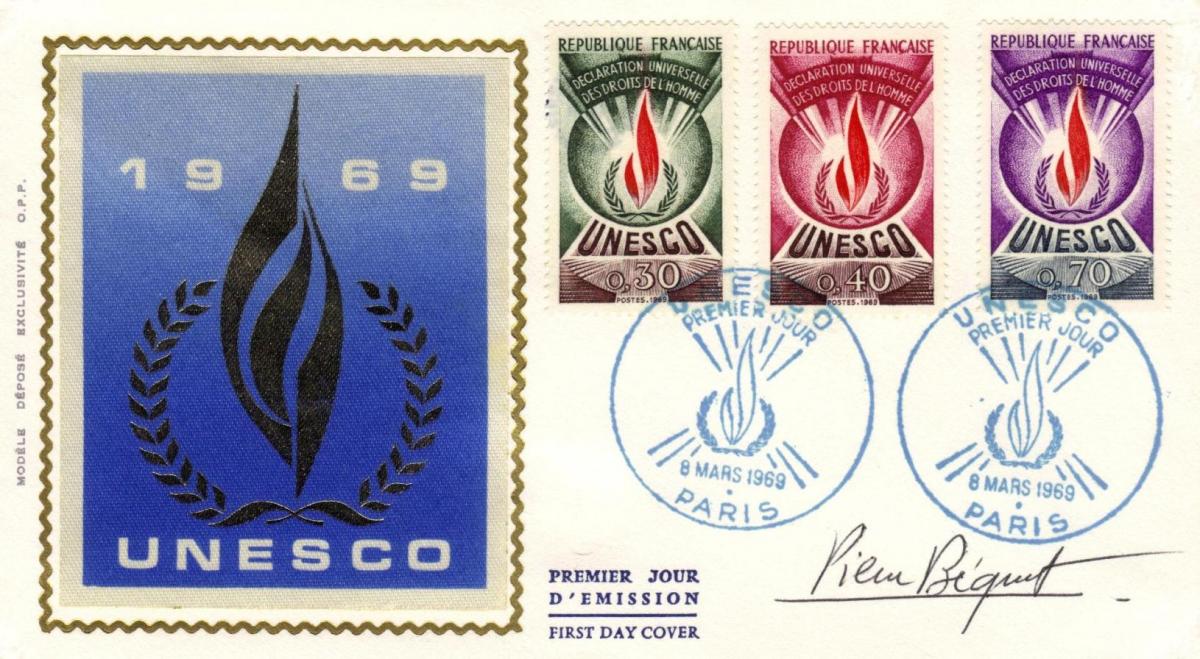 MODÈLE DÉPOSÉ EXCLUSIVITÉ O.P.P.
1969
UNESCO
REPUBLIQUE FRANÇAISE
DECLARATION UNIVERSELLE
DES DROITS DE L'HOMME
UNESCO
0,30
POSTES.1969
REPUBLIQUE FRANÇAISE
DECLARATION UNIVERSELLE
DES DROITS DE L'HOMME
UNESCO
0,40
POSTES.1969
REPUBLIQUE FRANÇAISE
DECLARATION UNIVERSELLE
DES DROITS DE L'HOMME
UNESCO
0,70
POSTES.1969
UNESCO
PREMIER JOUR
8 MARS 1969
PARIS
UNESCO
PREMIER JOUR
8 MARS 1969
PARIS
PREMIER JOUR
D'EMISSION
FIRST DAY COVER
Pierre Béquet